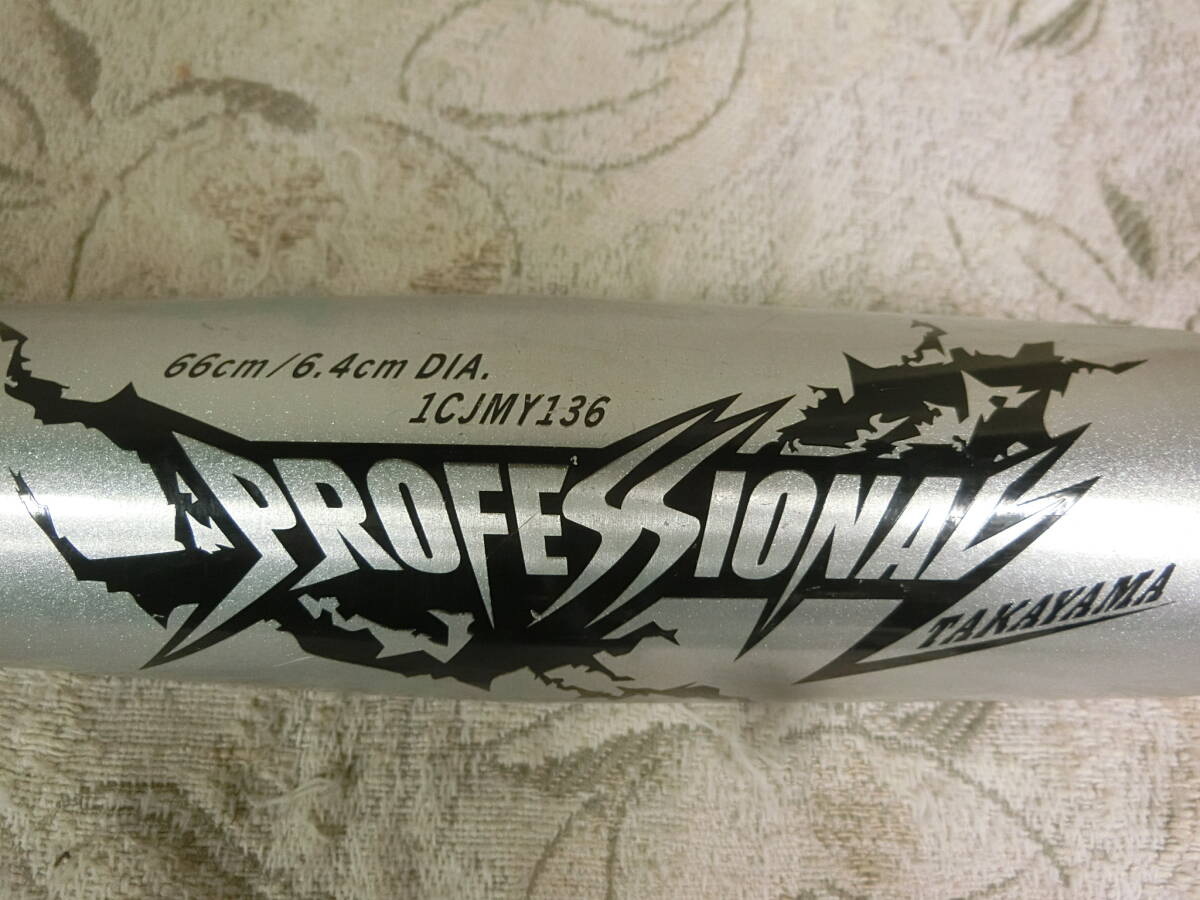 66cm/6.4cm DIA.
1CJMY136
PROFESSIONAL
TAKAYAMA